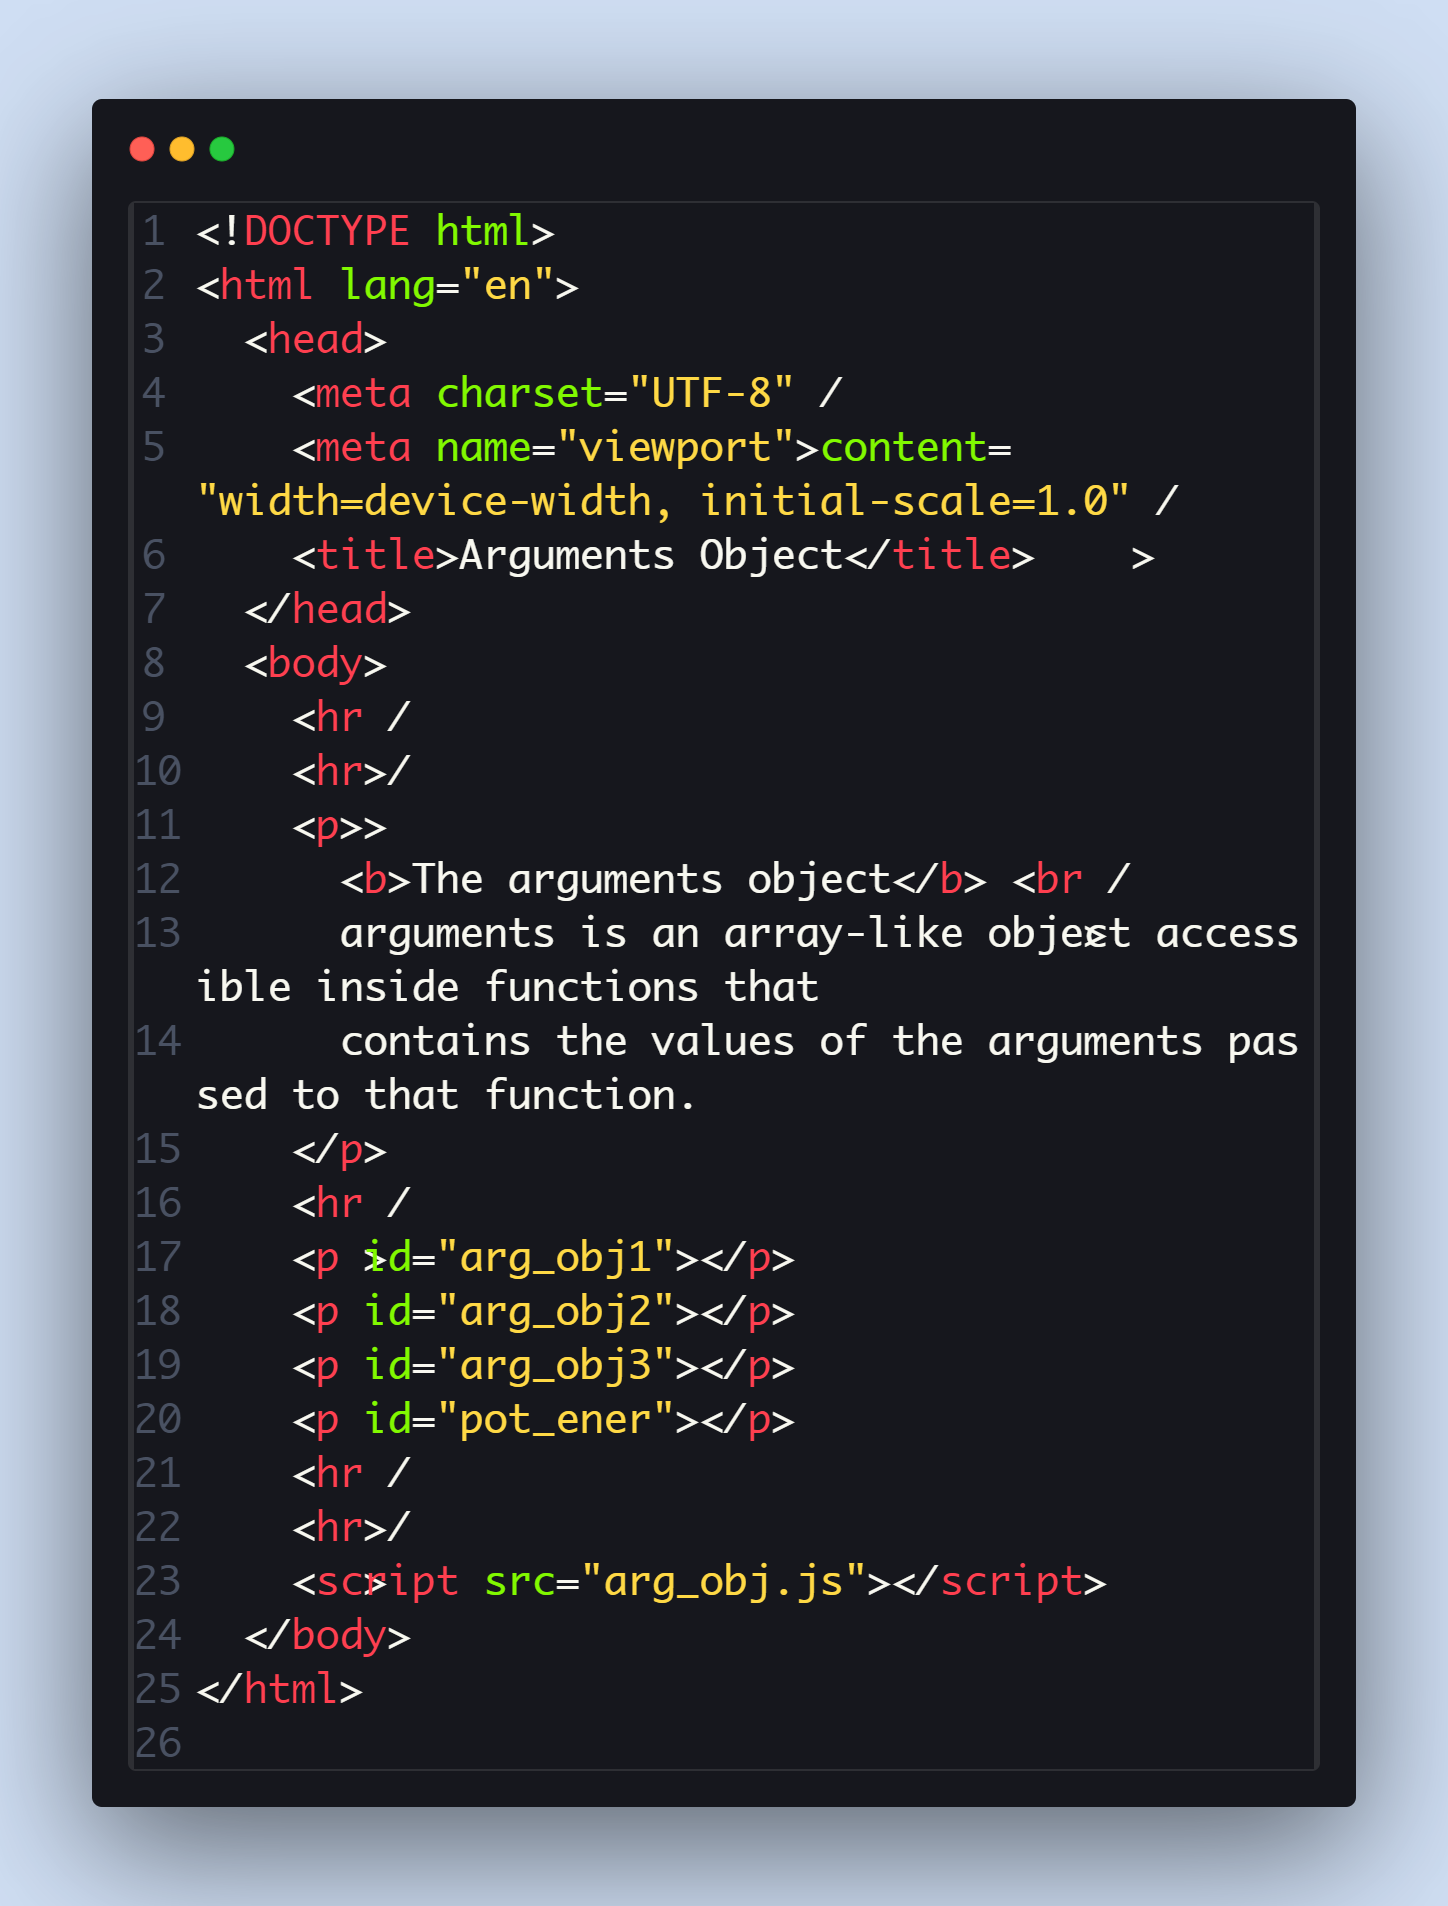 1 <!DOCTYPE html>
2 <html lang="en">
3   <head>
4     <meta charset="UTF-8" /
5     <meta name="viewport">content=
"width=device-width, initial-scale=1.0" /
6     <title>Arguments Object</title>    >
7   </head>
8   <body>
9     <hr /
10     <hr>/
11     <p>>
12       <b>The arguments object</b> <br /
13       arguments is an array-like object access
ible inside functions that
14       contains the values of the arguments pas
sed to that function.
15     </p>
16     <hr /
17     <p id="arg_obj1"></p>
18     <p id="arg_obj2"></p>
19     <p id="arg_obj3"></p>
20     <p id="pot_ener"></p>
21     <hr /
22     <hr>/
23     <script src="arg_obj.js"></script>
24   </body>
25 </html>
26